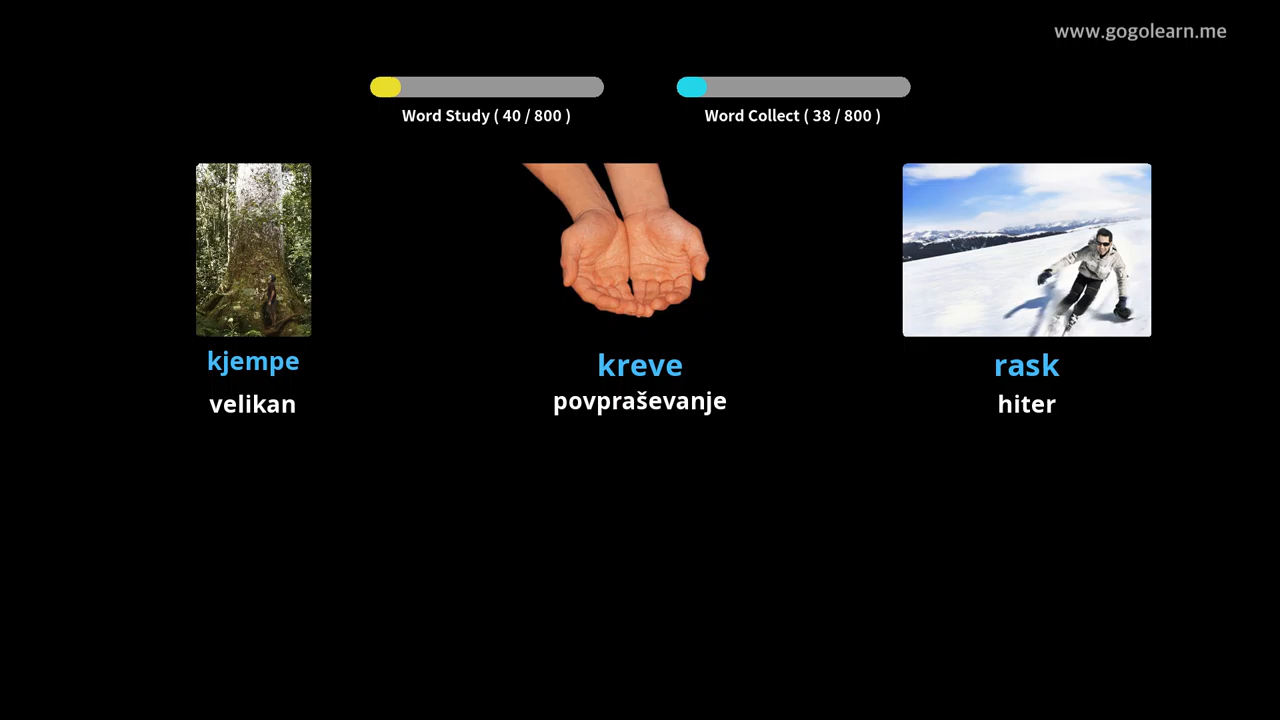 www.gogolearn.me
Word Study ( 40 / 800 )
Word Collect ( 38 / 800 )
kjempe
velikan
kreve
povpraševanje
rask
hiter